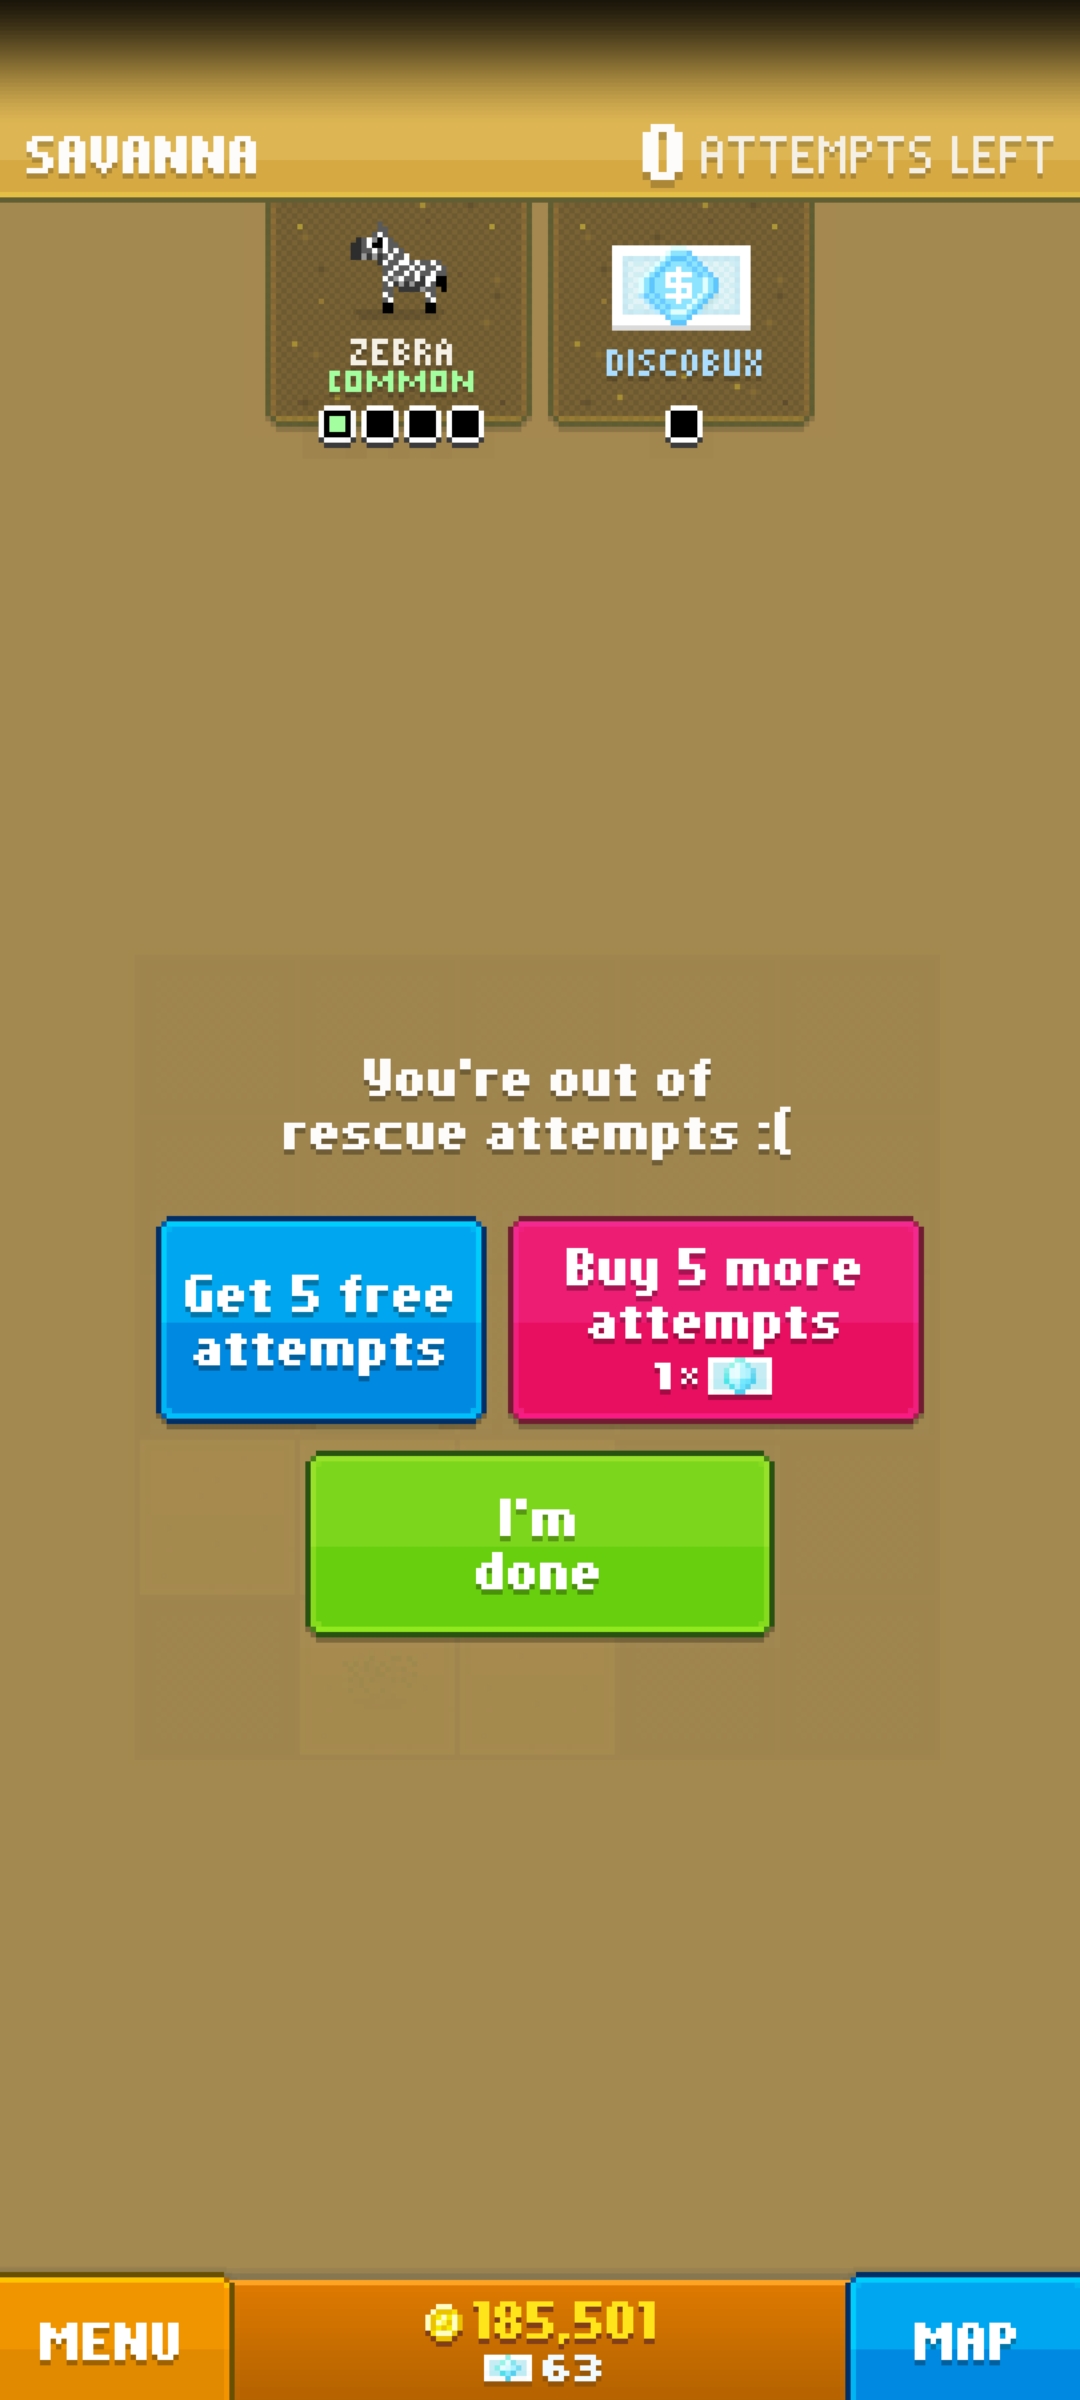 SAVANNA
0 ATTEMPTS LEFT
ZEBRA
COMMON
$
DISCOBUX
You're out of
rescue attempts :(
Get 5 free
attempts
Buy 5 more
attempts
1×
I'm
done
MENU
185,501
63
MAP